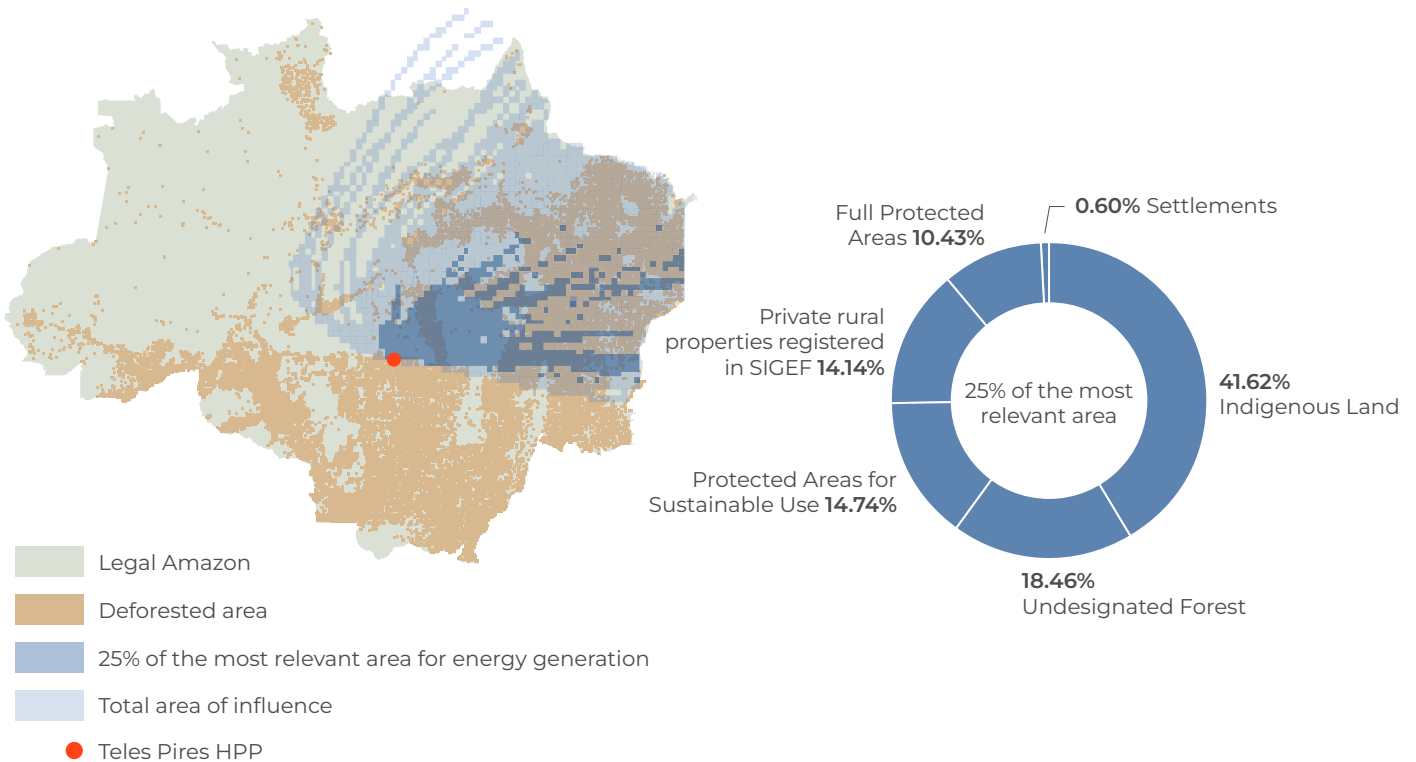 0.60% Settlements
Full Protected
Areas 10.43%
Private rural
properties registered
in SIGEF 14.14%
25% of the most
relevant area
41.62%
Indigenous Land
Protected Areas for
Sustainable Use 14.74%
18.46%
Undesignated Forest
Legal Amazon
Deforested area
25% of the most relevant area for energy generation
Total area of influence
Teles Pires HPP